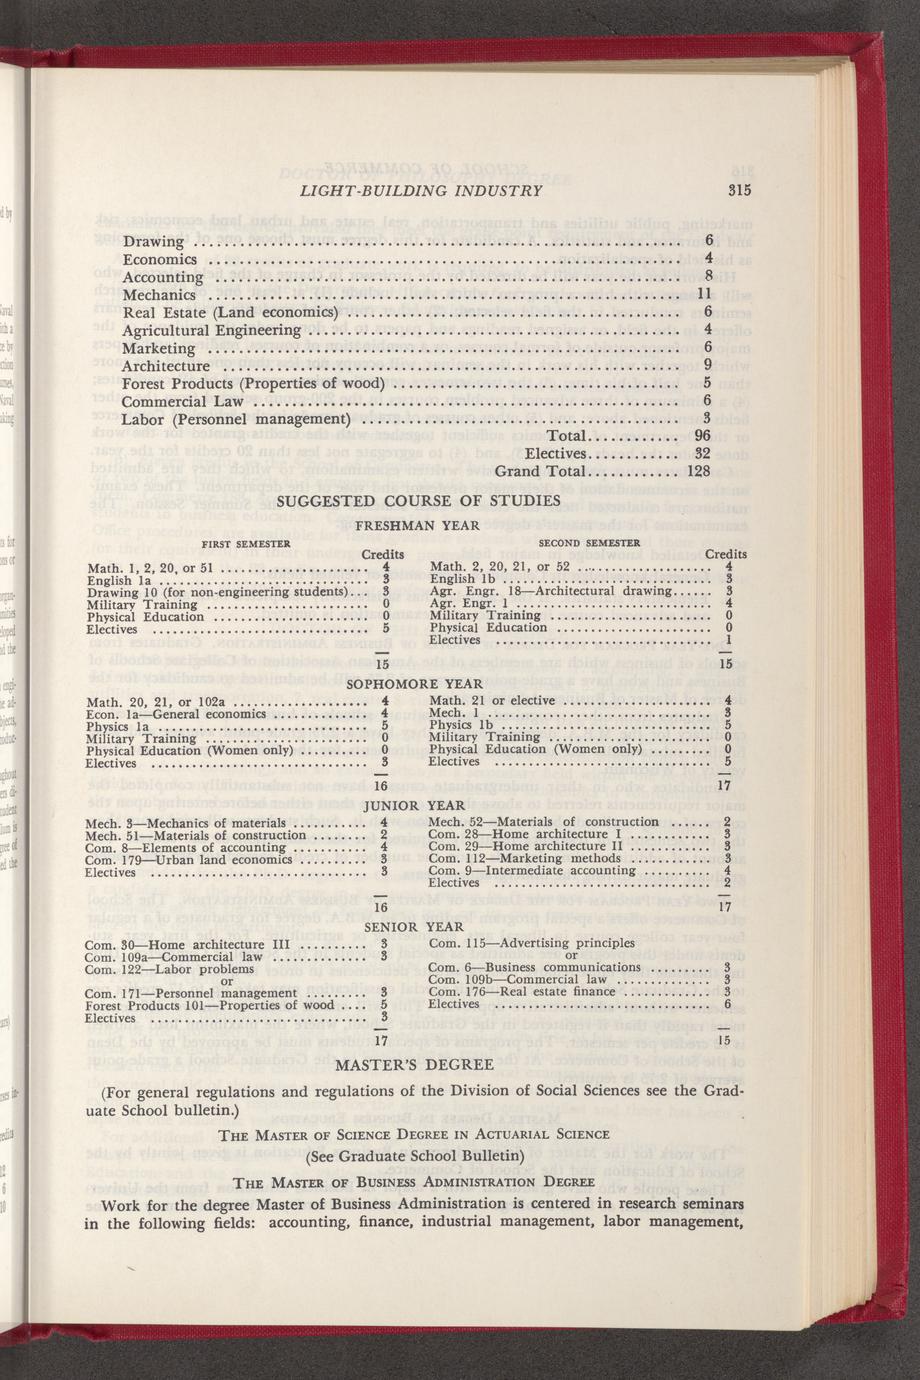 LIGHT-BUILDING INDUSTRY 315
Drawing ........ 6
Economics ........ 4
Accounting ........ 8
Mechanics ........ 11
Real Estate (Land economics) ........ 6
Agricultural Engineering ........ 4
Marketing ........ 6
Architecture ........ 9
Forest Products (Properties of wood) ........ 5
Commercial Law ........ 6
Labor (Personnel management) ........ 3
Total............ 96
Electives............ 32
Grand Total............ 128
SUGGESTED COURSE OF STUDIES
FRESHMAN YEAR
FIRST SEMESTER
Credits
Math. 1, 2, 20, or 51 ........ 4
English 1a ........ 3
Drawing 10 (for non-engineering students)... 3
Military Training ........ 0
Physical Education ........ 0
Electives ........ 5
15
SECOND SEMESTER
Credits
Math. 2, 20, 21, or 52 ........ 4
English 1b ........ 3
Agr. Engr. 18—Architectural drawing...... 3
Agr. Engr. 1 ........ 4
Military Training ........ 0
Physical Education ........ 0
Electives ........ 1
15
SOPHOMORE YEAR
Math. 20, 21, or 102a ........ 4
Econ. 1a—General economics ........ 4
Physics 1a ........ 5
Military Training ........ 0
Physical Education (Women only) ........ 0
Electives ........ 3
16
Math. 21 or elective ........ 4
Mech. 1 ........ 3
Physics 1b ........ 5
Military Training ........ 0
Physical Education (Women only) ........ 0
Electives ........ 5
17
JUNIOR YEAR
Mech. 3—Mechanics of materials ........ 4
Mech. 51—Materials of construction ........ 2
Com. 8—Elements of accounting ........ 4
Com. 179—Urban land economics ........ 3
Electives ........ 3
16
Mech. 52—Materials of construction ...... 2
Com. 28—Home architecture I ........ 3
Com. 29—Home architecture II ........ 3
Com. 112—Marketing methods ........ 3
Com. 9—Intermediate accounting ........ 4
Electives ........ 2
17
SENIOR YEAR
Com. 30—Home architecture III ........ 3
Com. 109a—Commercial law ........ 3
Com. 122—Labor problems
or
Com. 171—Personnel management ........ 3
Forest Products 101—Properties of wood .... 5
Electives ........ 3
17
Com. 115—Advertising principles
or
Com. 6—Business communications ........ 3
Com. 109b—Commercial law ........ 3
Com. 176—Real estate finance ........ 3
Electives ........ 6
15
MASTER'S DEGREE
(For general regulations and regulations of the Division of Social Sciences see the Grad-
uate School bulletin.)
THE MASTER OF SCIENCE DEGREE IN ACTUARIAL SCIENCE
(See Graduate School Bulletin)
THE MASTER OF BUSINESS ADMINISTRATION DEGREE
Work for the degree Master of Business Administration is centered in research seminars
in the following fields: accounting, finance, industrial management, labor management,